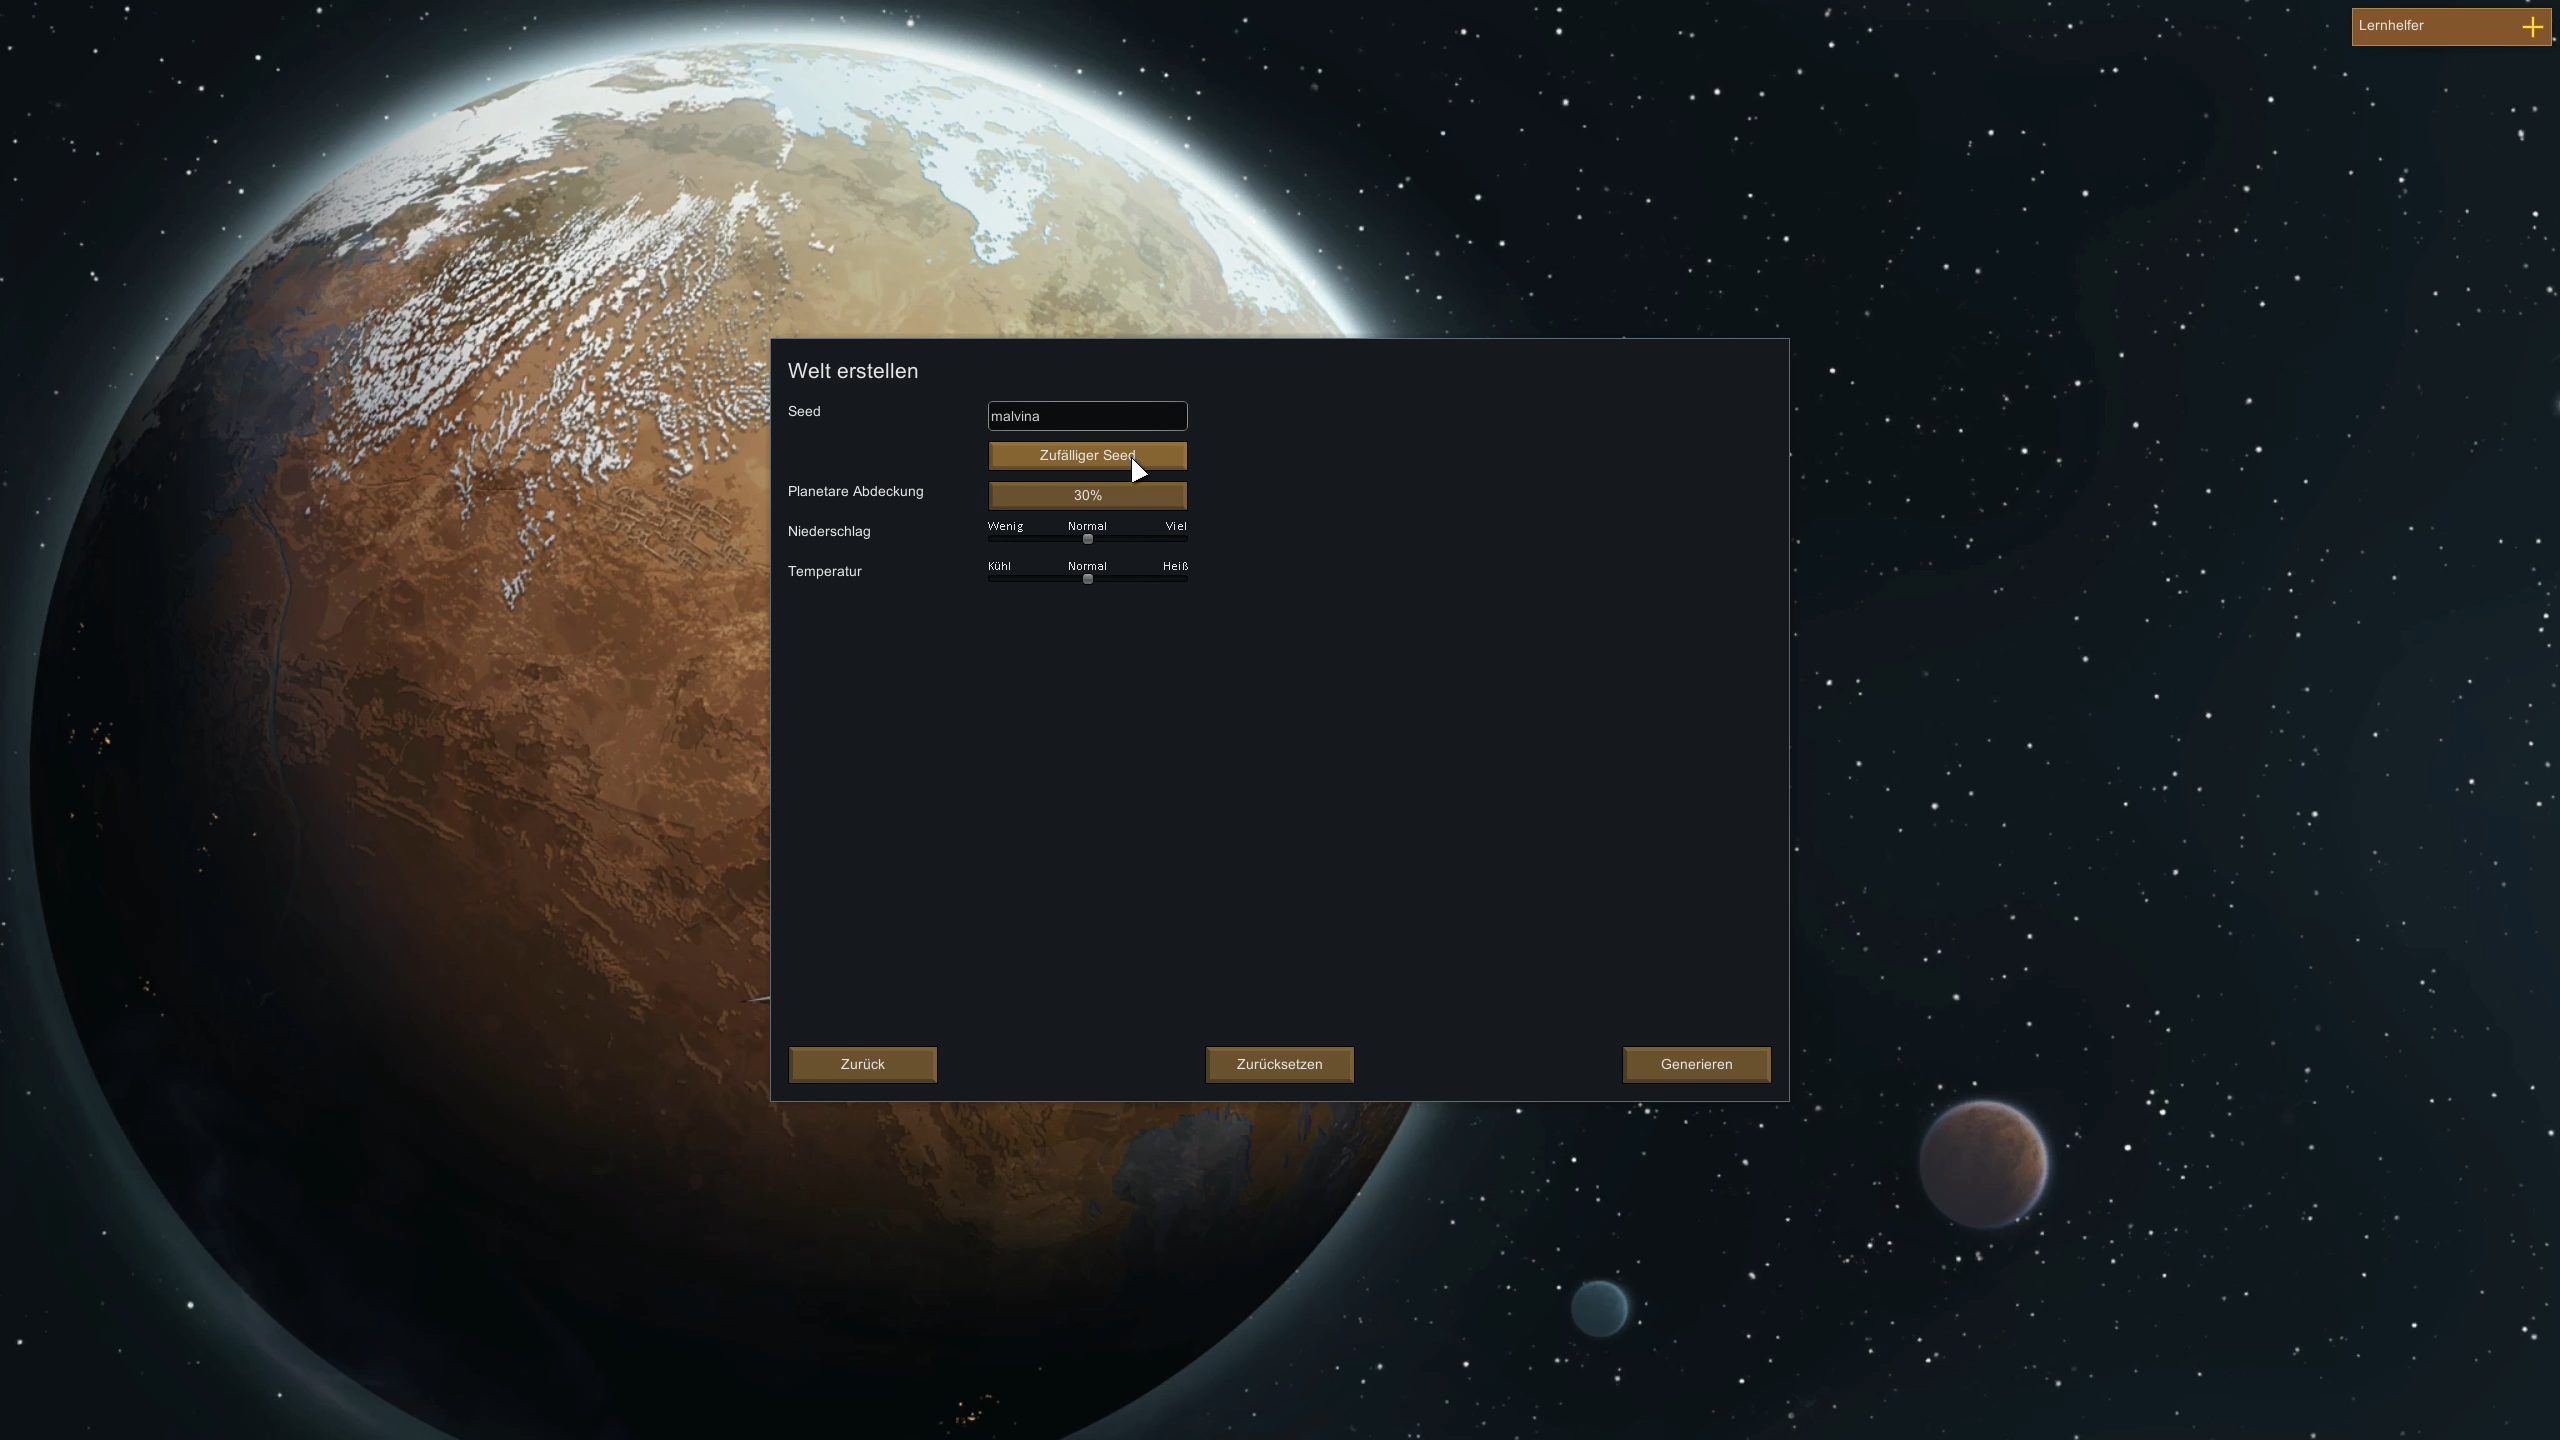 Lernhelfer
Welt erstellen
Seed malvina
Zufälliger Seed
Planetare Abdeckung 30%
Wenig Normal Viel
Niederschlag
Kühl Normal Heiß
Temperatur
Zurück Zurücksetzen Generieren